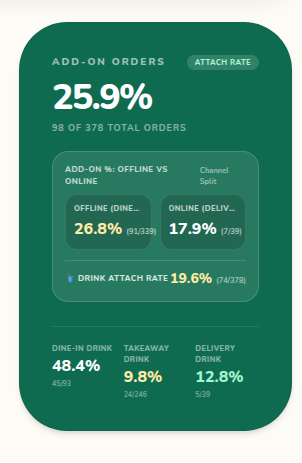 ADD-ON ORDERS
ATTACH RATE
25.9%
98 OF 378 TOTAL ORDERS
ADD-ON %: OFFLINE VS
ONLINE
Channel
Split
OFFLINE (DINE...
26.8% (91/339)
ONLINE (DELIV...
17.9% (7/39)
DRINK ATTACH RATE 19.6% (74/378)
DINE-IN DRINK
48.4%
45/93
TAKEAWAY
DRINK
9.8%
24/246
DELIVERY
DRINK
12.8%
5/39